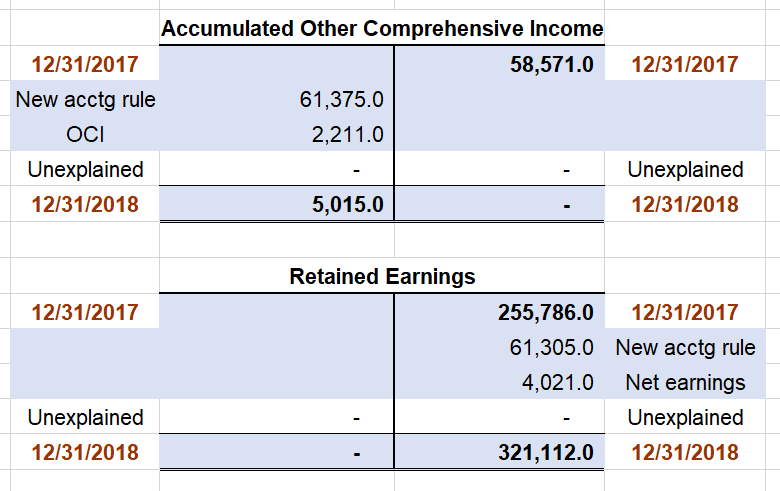 Accumulated Other Comprehensive Income
12/31/2017 58,571.0 12/31/2017
New acctg rule 61,375.0
OCI 2,211.0
Unexplained - - Unexplained
12/31/2018 5,015.0 - 12/31/2018
Retained Earnings
12/31/2017 255,786.0 12/31/2017
61,305.0 New acctg rule
4,021.0 Net earnings
Unexplained - - Unexplained
12/31/2018 - 321,112.0 12/31/2018